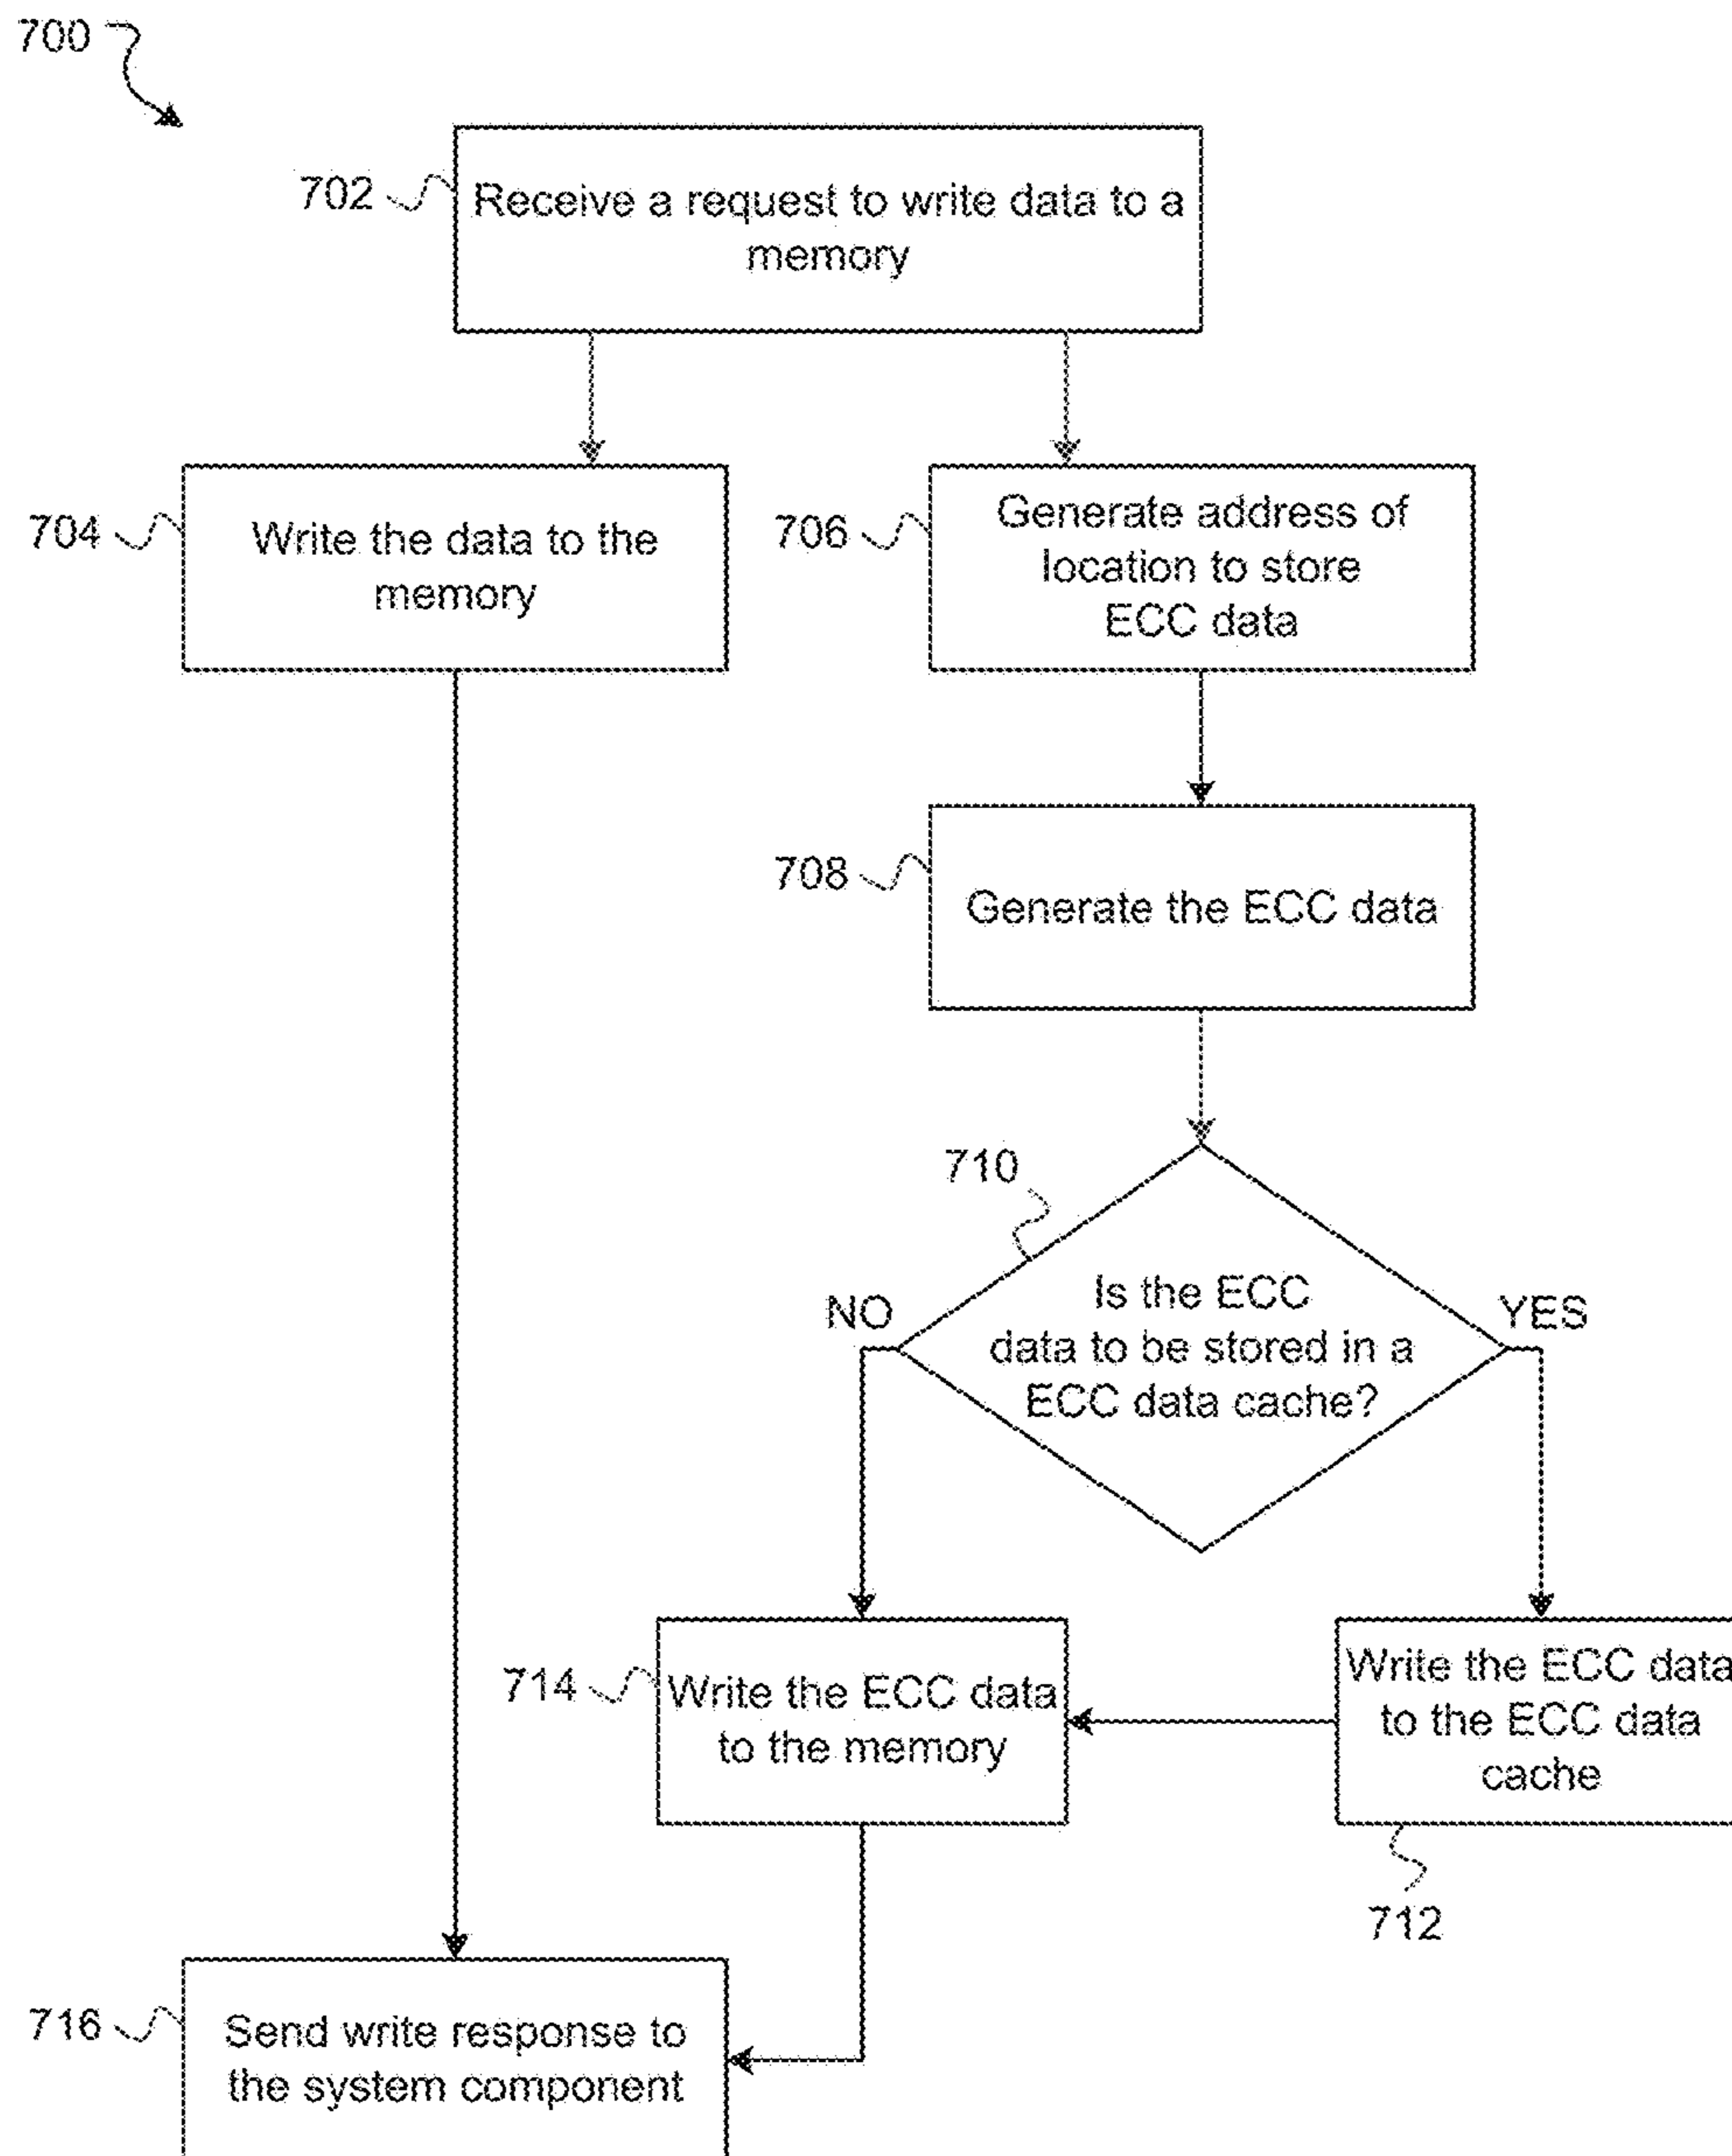 700
702
Receive a request to write data to a
memory
704
Write the data to the
memory
706
Generate address of
location to store
ECC data
708
Generate the ECC data
710
Is the ECC
data to be stored in a
ECC data cache?
NO
YES
714
Write the ECC data
to the memory
Write the ECC data
to the ECC data
cache
712
716
Send write response to
the system component